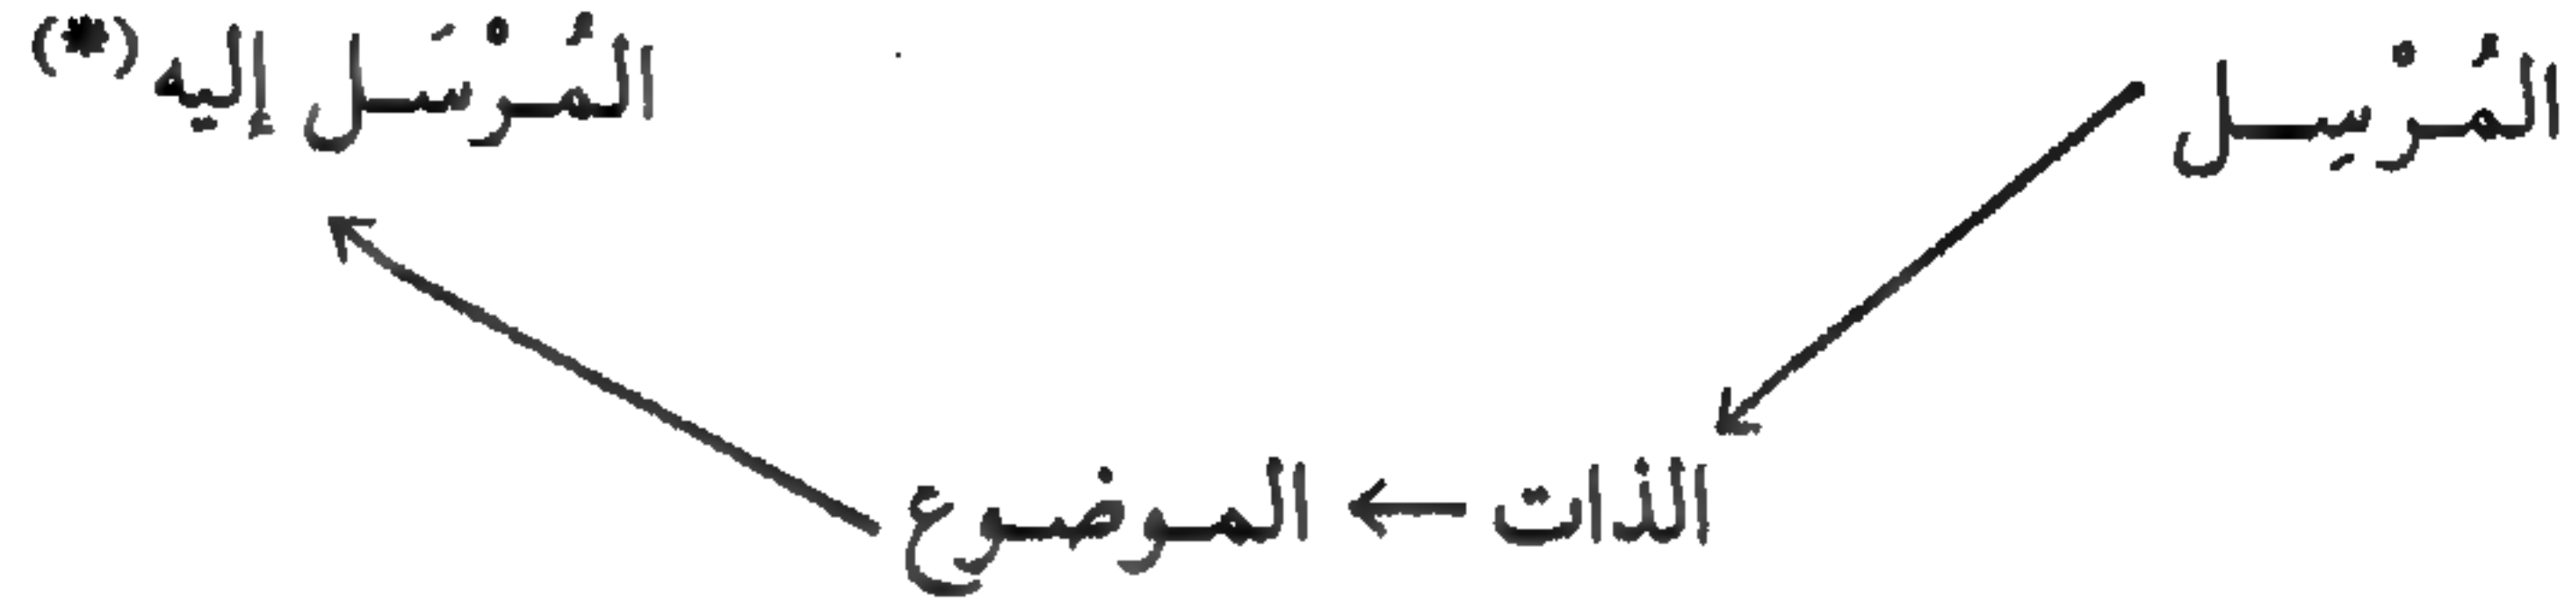 المُرْسِل المُرْسَل إليه (*)
الذات ← الموضوع